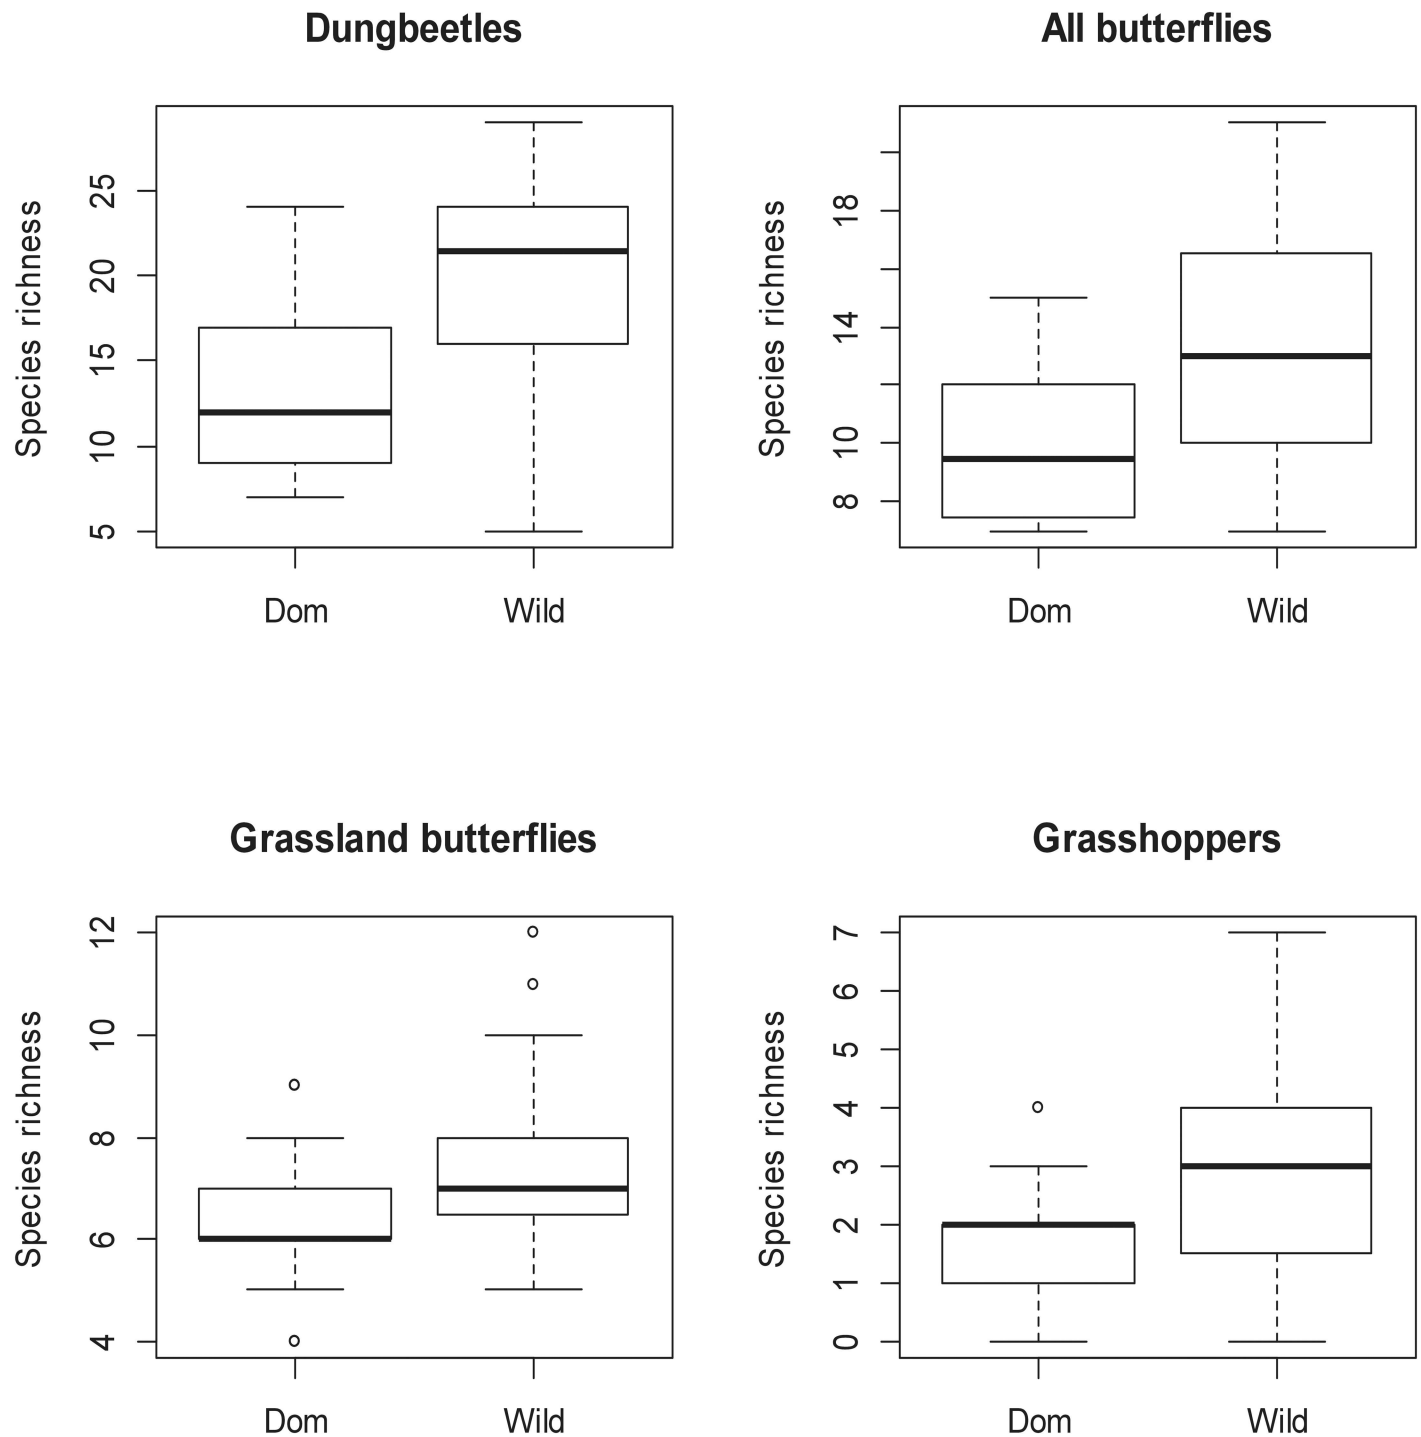 Dungbeetles
Species richness
25
20
15
10
5
Dom Wild
All butterflies
Species richness
18
14
10
8
Dom Wild
Grassland butterflies
Species richness
12
10
8
6
4
Dom Wild
Grasshoppers
Species richness
7
6
5
4
3
2
1
0
Dom Wild